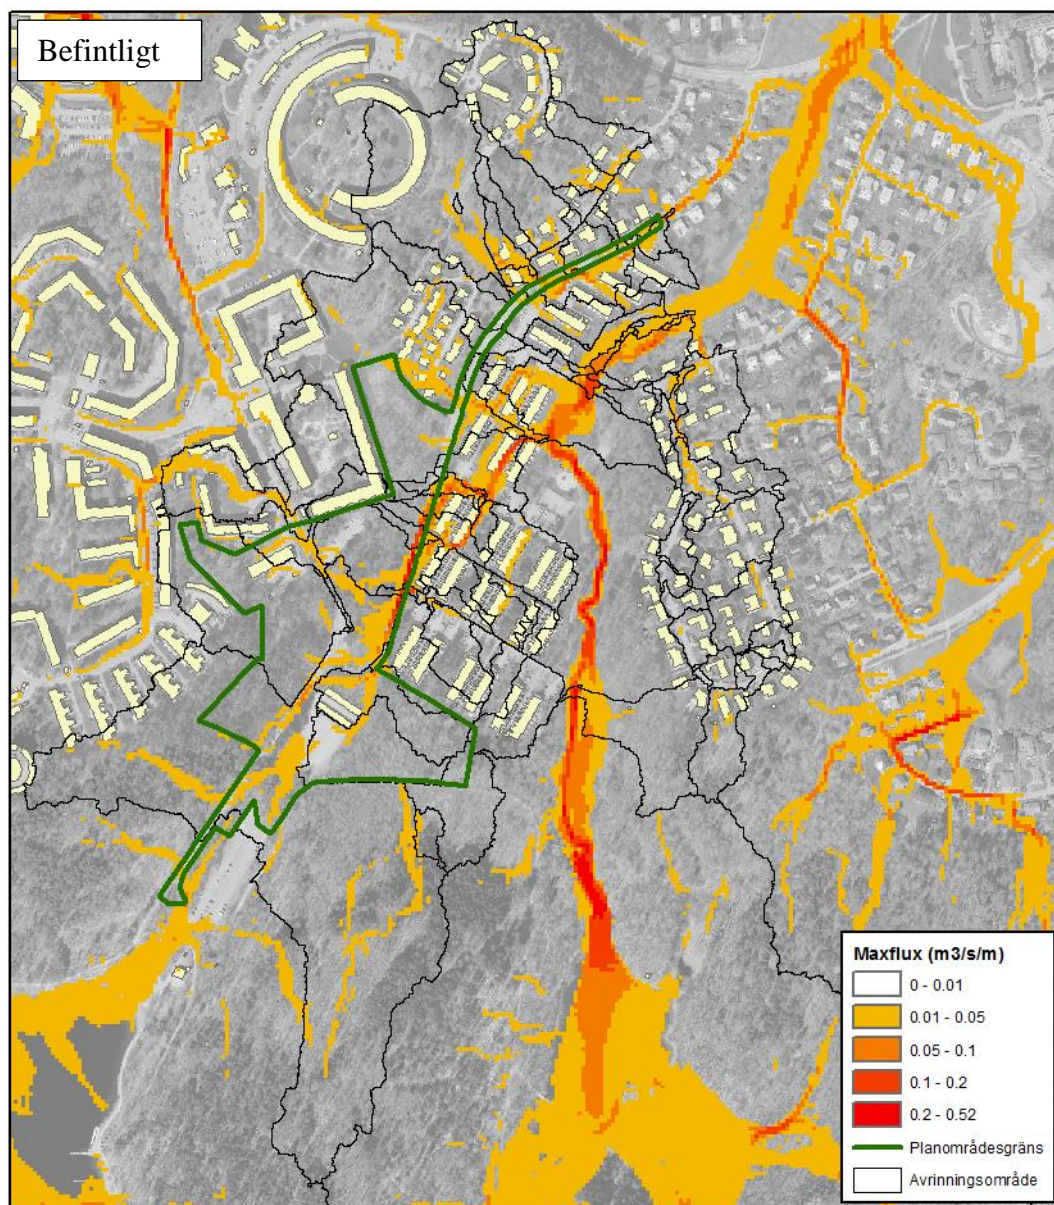 Befintligt
Maxflux (m3/s/m)
0 - 0.01
0.01 - 0.05
0.05 - 0.1
0.1 - 0.2
0.2 - 0.52
Planområdesgräns
Avrinningsområde